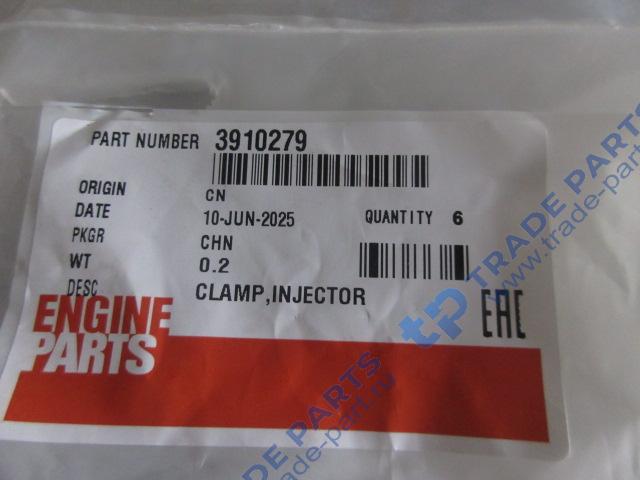 PART NUMBER 3910279
ORIGIN CN
DATE 10-JUN-2025 QUANTITY 6
PKGR CHN
WT 0.2
DESC CLAMP,INJECTOR
ENGINE
PARTS
EAC
tp TRADE PARTS
www.trade-part.ru
TRADE PARTS
trade-part.ru